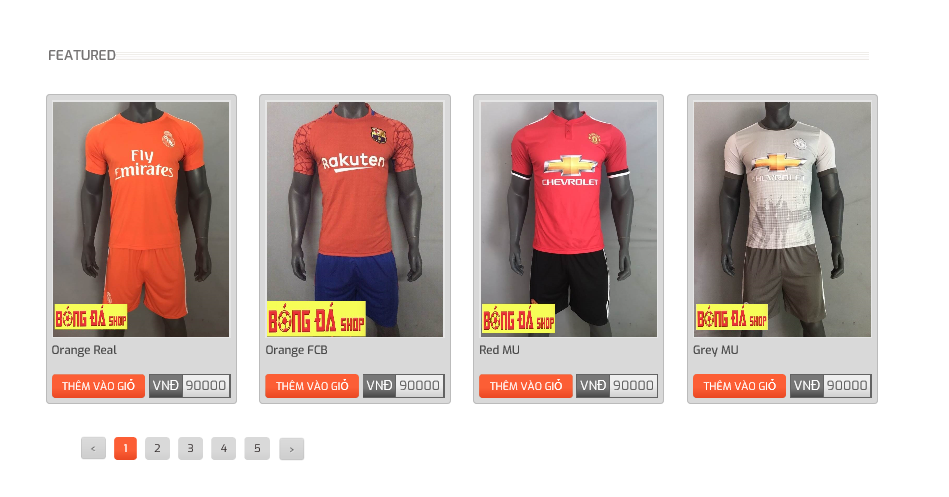 FEATURED
Fly
Emirates
Rakuten
CHEVROLET
CHEVROLET
BÓNG ĐÁ SHOP
BÓNG ĐÁ SHOP
BÓNG ĐÁ SHOP
BÓNG ĐÁ SHOP
Orange Real
Orange FCB
Red MU
Grey MU
THÊM VÀO GIỎ VNĐ 90000
THÊM VÀO GIỎ VNĐ 90000
THÊM VÀO GIỎ VNĐ 90000
THÊM VÀO GIỎ VNĐ 90000
< 1 2 3 4 5 >